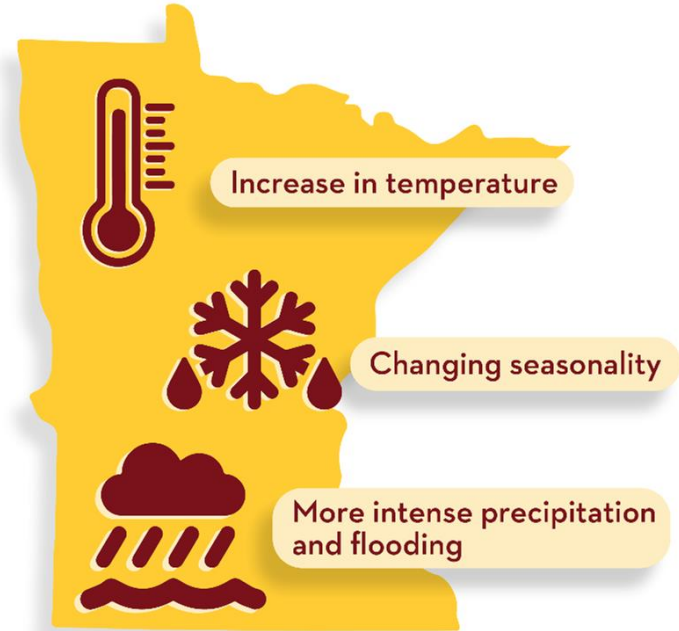 Increase in temperature
Changing seasonality
More intense precipitation
and flooding